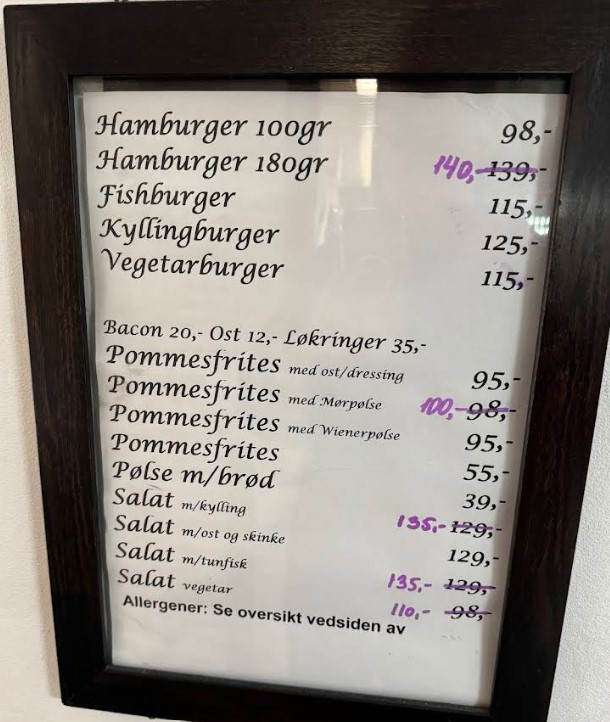 Hamburger 100gr 98,-
Hamburger 180gr 140,- 139,-
Fishburger 115,-
Kyllingburger 125,-
Vegetarburger 115,-
Bacon 20,- Ost 12,- Løkringer 35,-
Pommesfrites med ost/dressing 95,-
Pommesfrites med Mørpølse 100,- 98,-
Pommesfrites med Wienerpølse 95,-
Pommesfrites 55,-
Pølse m/brød 39,-
Salat m/kylling 135,- 129,-
Salat m/ost og skinke 129,-
Salat m/tunfisk 135,- 129,-
Salat vegetar 110,- 98,-
Allergener: Se oversikt vedsiden av